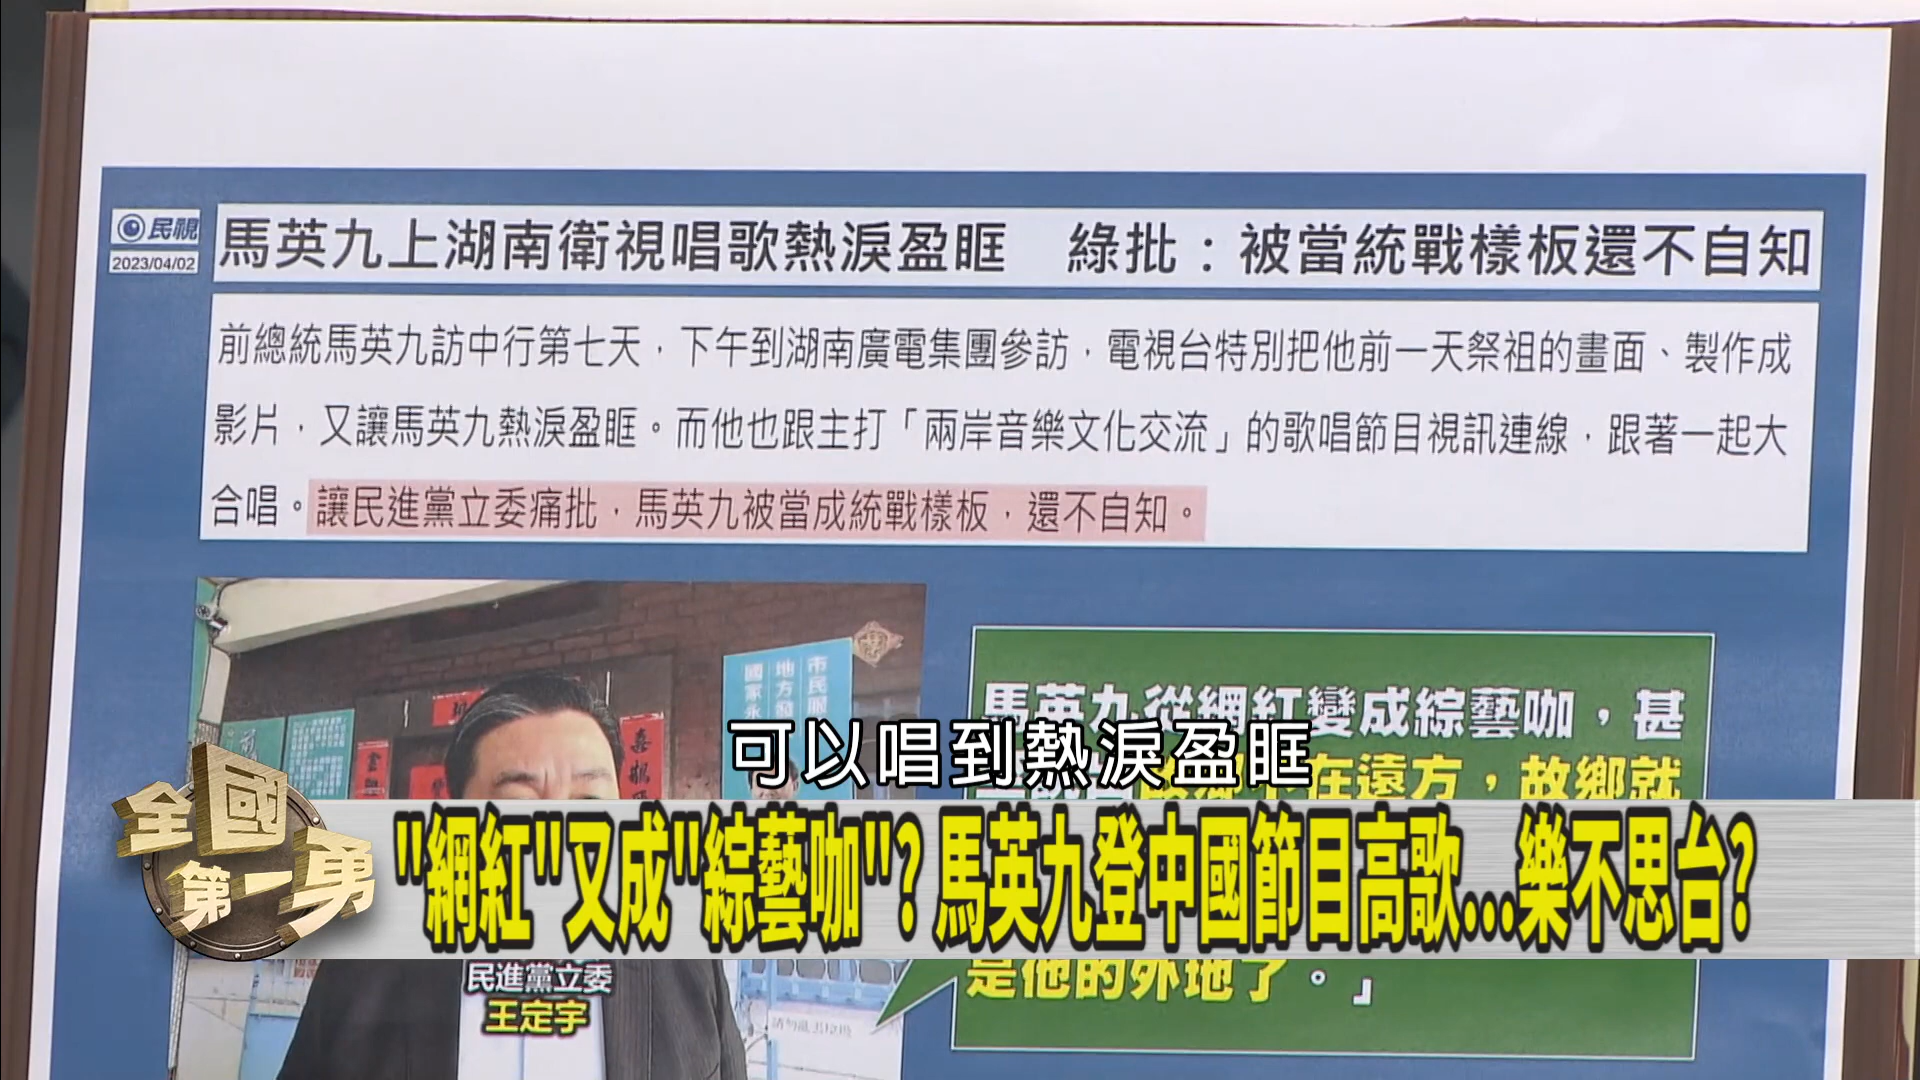 民視
2023/04/02
馬英九上湖南衛視唱歌熱淚盈眶 綠批：被當統戰樣板還不自知
前總統馬英九訪中行第七天，下午到湖南廣電集團參訪，電視台特別把他前一天祭祖的畫面、製作成
影片，又讓馬英九熱淚盈眶。而他也跟主打「兩岸音樂文化交流」的歌唱節目視訊連線，跟著一起大
合唱。讓民進黨立委痛批，馬英九被當成統戰樣板，還不自知。
市民服
地方發
國家永
馬英九從網紅變成綜藝咖，甚
在遠方，故鄉就
可以唱到熱淚盈眶
全國第一勇
"網紅"又成"綜藝咖"? 馬英九登中國節目高歌...樂不思台?
是他的外地了。」
民進黨立委
王定宇